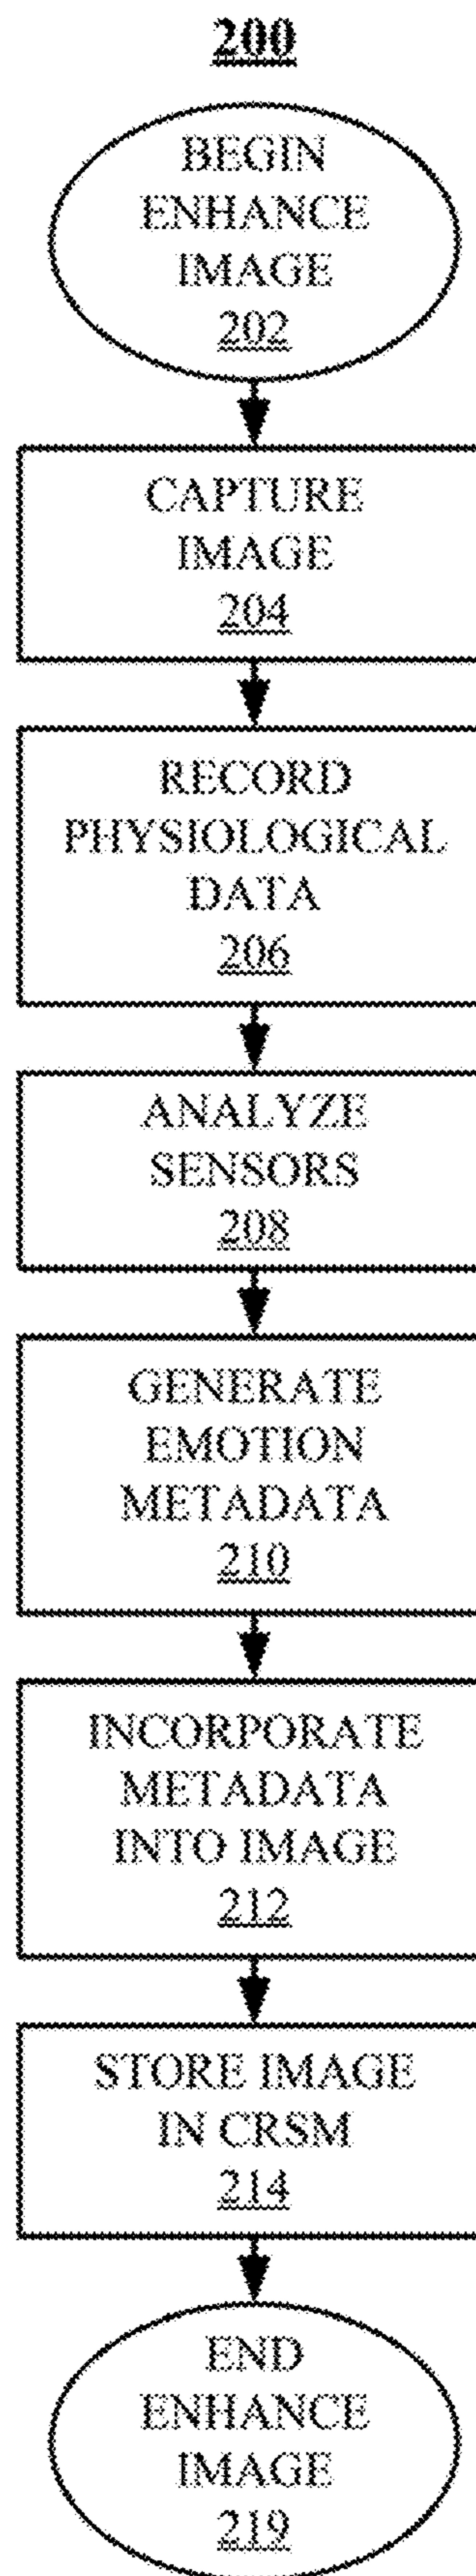 200
BEGIN
ENHANCE
IMAGE
202
CAPTURE
IMAGE
204
RECORD
PHYSIOLOGICAL
DATA
206
ANALYZE
SENSORS
208
GENERATE
EMOTION
METADATA
210
INCORPORATE
METADATA
INTO IMAGE
212
STORE IMAGE
IN CRSM
214
END
ENHANCE
IMAGE
219